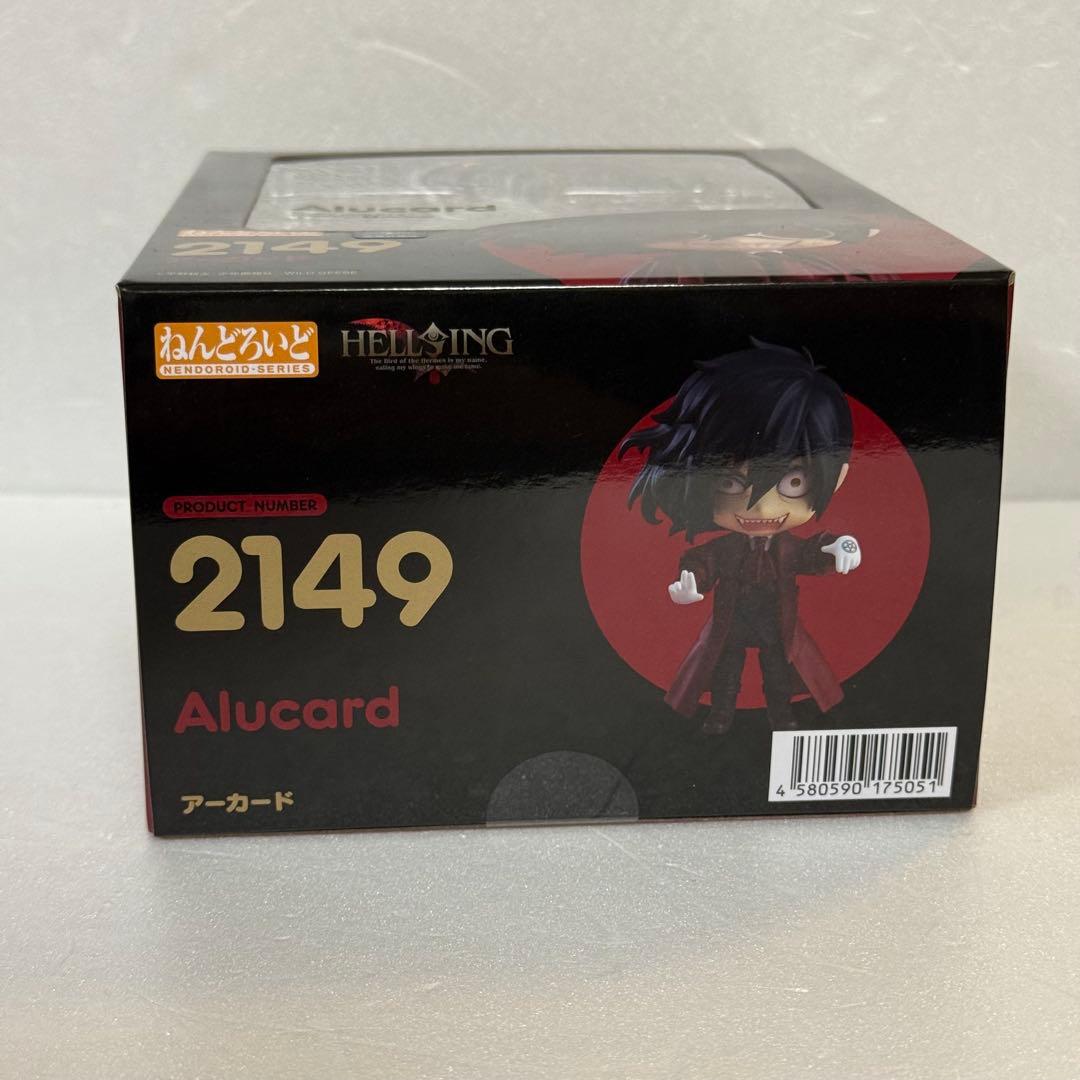 Alucard
2149
ねんどろいど
NENDOROID・SERIES
HELLSING
The Bird of the Hermes is my name,
eating my wings to make me tame.
PRODUCT NUMBER
2149
Alucard
アーカード
4 580590 175051